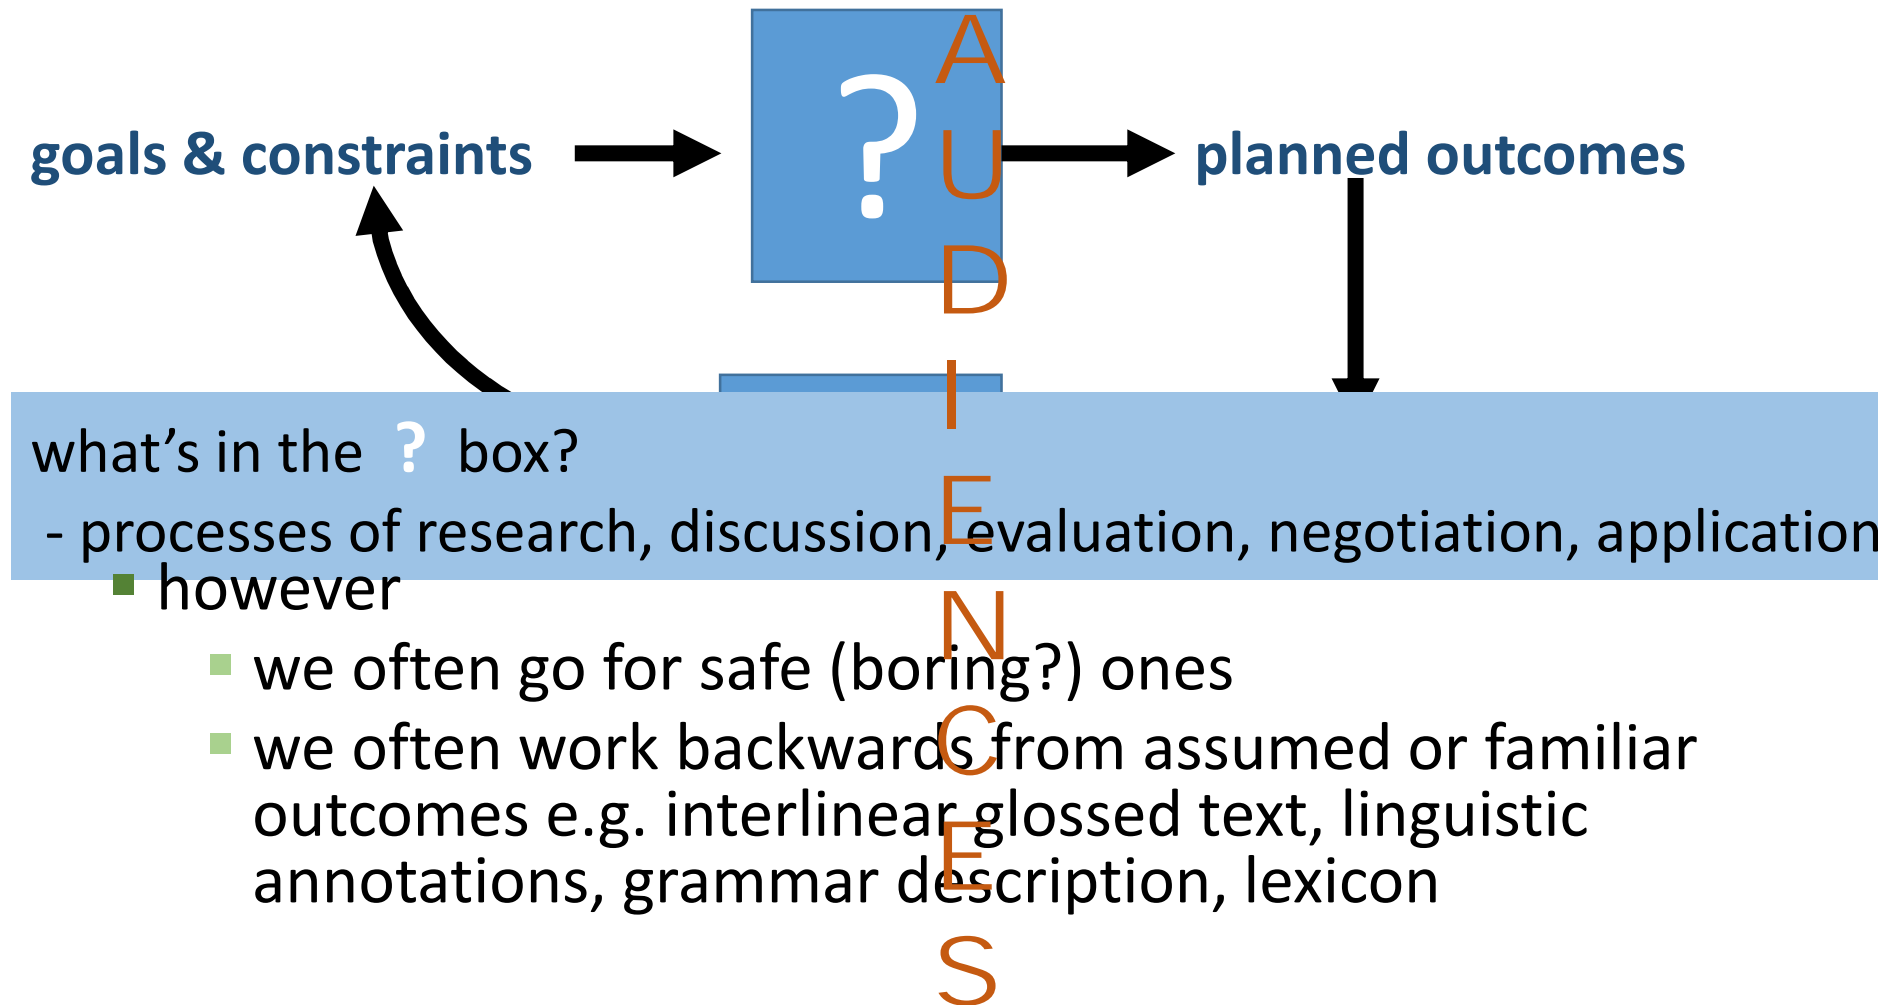 goals & constraints
?
planned outcomes
AUDIENCES
what’s in the ? box?
- processes of research, discussion, evaluation, negotiation, application
▪ however
▪ we often go for safe (boring?) ones
▪ we often work backwards from assumed or familiar
outcomes e.g. interlinear glossed text, linguistic
annotations, grammar description, lexicon